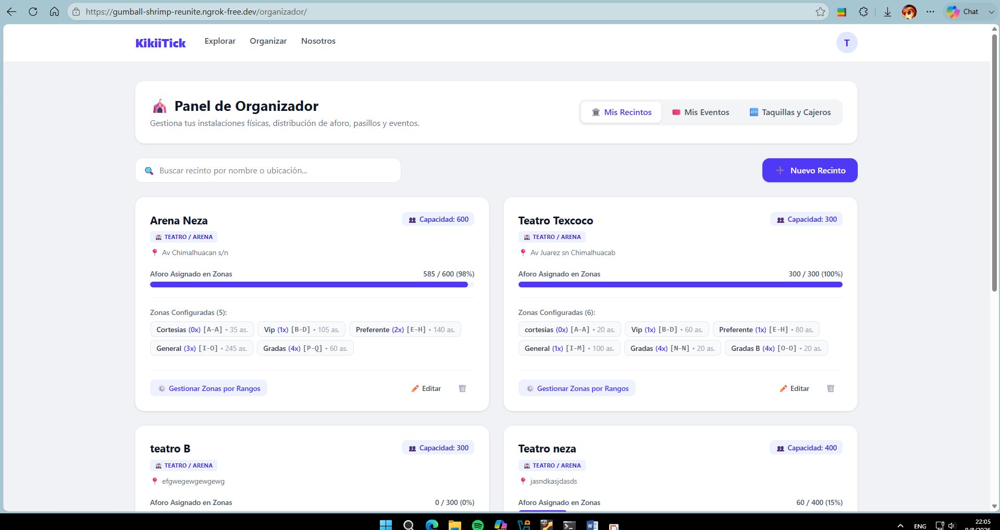 https://gumball-shrimp-reunite.ngrok-free.dev/organizador/
Chat
KikiiTick
Explorar
Organizar
Nosotros
T
Panel de Organizador
Gestiona tus instalaciones físicas, distribución de aforo, pasillos y eventos.
Mis Recintos
Mis Eventos
ATM
Taquillas y Cajeros
Buscar recinto por nombre o ubicación...
Nuevo Recinto
Arena Neza
Capacidad: 600
TEATRO / ARENA
Av Chimalhuacan s/n
Aforo Asignado en Zonas
585 / 600 (98%)
Zonas Configuradas (5):
Cortesias (0x) [A-A] • 35 as.
Vip (1x) [B-D] • 105 as.
Preferente (2x) [E-H] • 140 as.
General (3x) [I-O] • 245 as.
Gradas (4x) [P-Q] • 60 as.
Gestionar Zonas por Rangos
Editar
Teatro Texcoco
Capacidad: 300
TEATRO / ARENA
Av Juarez sn Chimalhuacab
Aforo Asignado en Zonas
300 / 300 (100%)
Zonas Configuradas (6):
cortesias (0x) [A-A] • 20 as.
Vip (1x) [B-D] • 60 as.
Preferente (1x) [E-H] • 80 as.
General (1x) [I-M] • 100 as.
Gradas (4x) [N-N] • 20 as.
Gradas B (4x) [O-O] • 20 as.
Gestionar Zonas por Rangos
Editar
teatro B
Capacidad: 300
TEATRO / ARENA
efgwegewgewgewg
Aforo Asignado en Zonas
0 / 300 (0%)
Teatro neza
Capacidad: 400
TEATRO / ARENA
jasndkasjdasds
Aforo Asignado en Zonas
60 / 400 (15%)
ENG
22:05